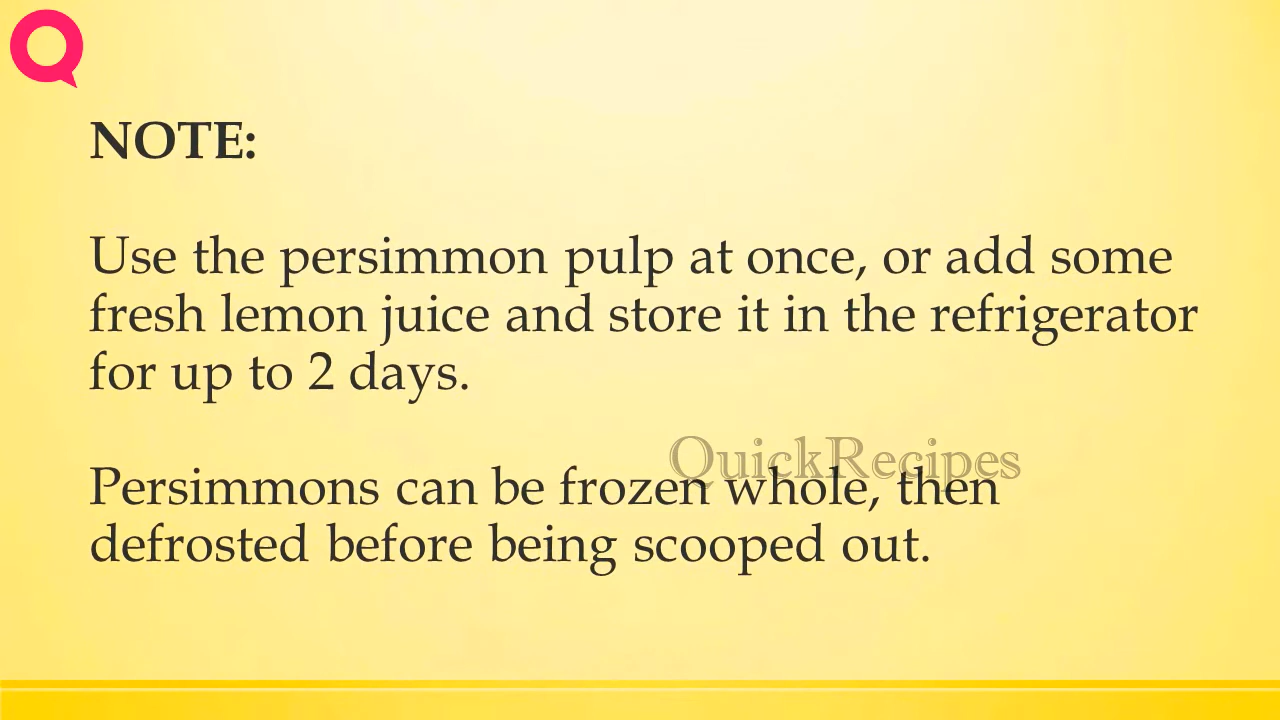 NOTE:
Use the persimmon pulp at once, or add some
fresh lemon juice and store it in the refrigerator
for up to 2 days.
QuickRecipes
Persimmons can be frozen whole, then
defrosted before being scooped out.